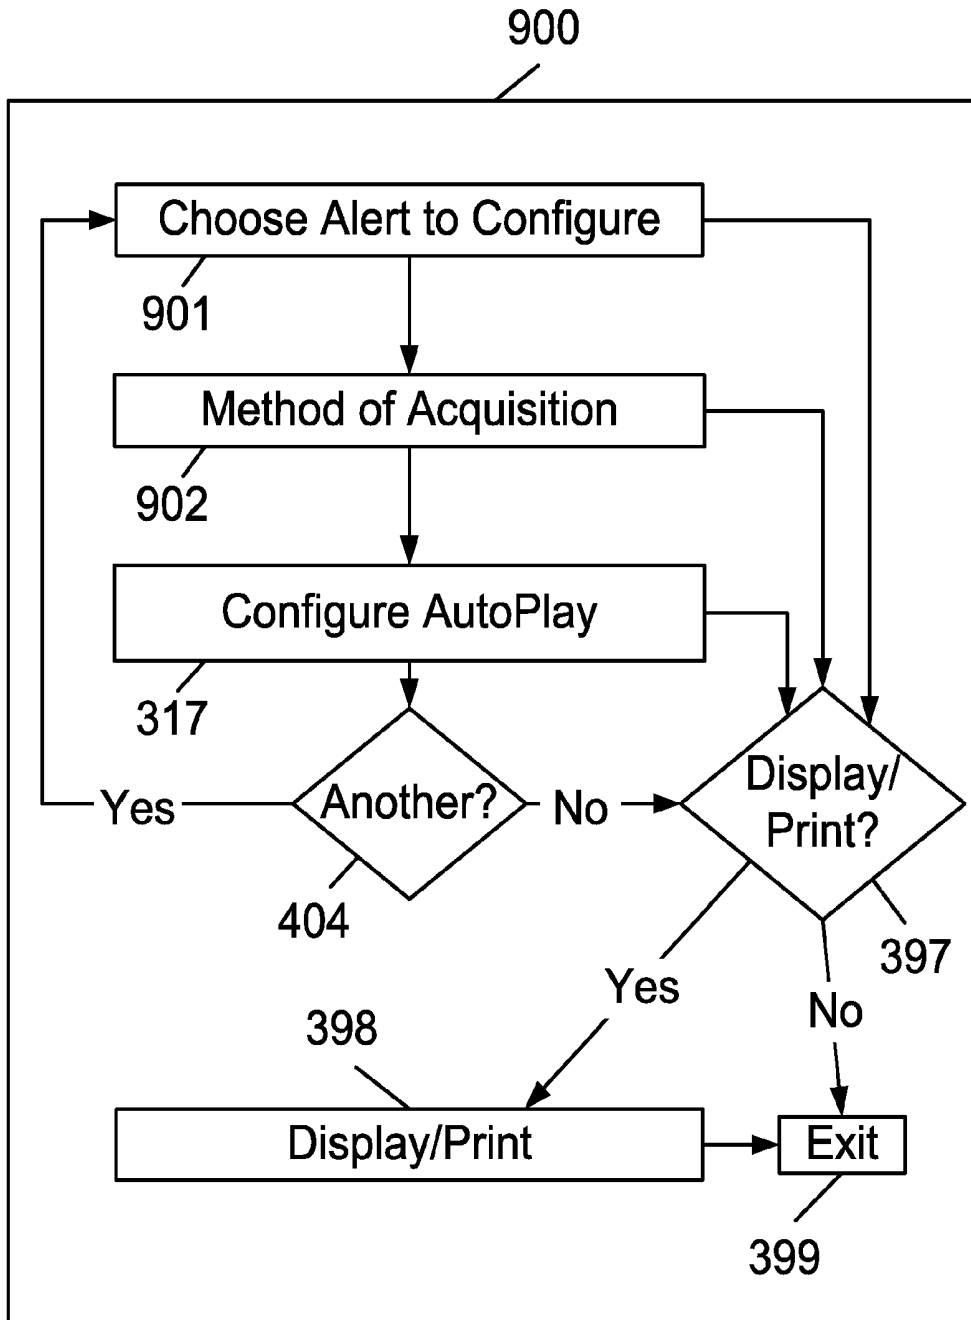 900
Choose Alert to Configure
901
Method of Acquisition
902
Configure AutoPlay
317
Another?
Yes
No
404
Display/
Print?
397
Yes
No
398
Display/Print
Exit
399